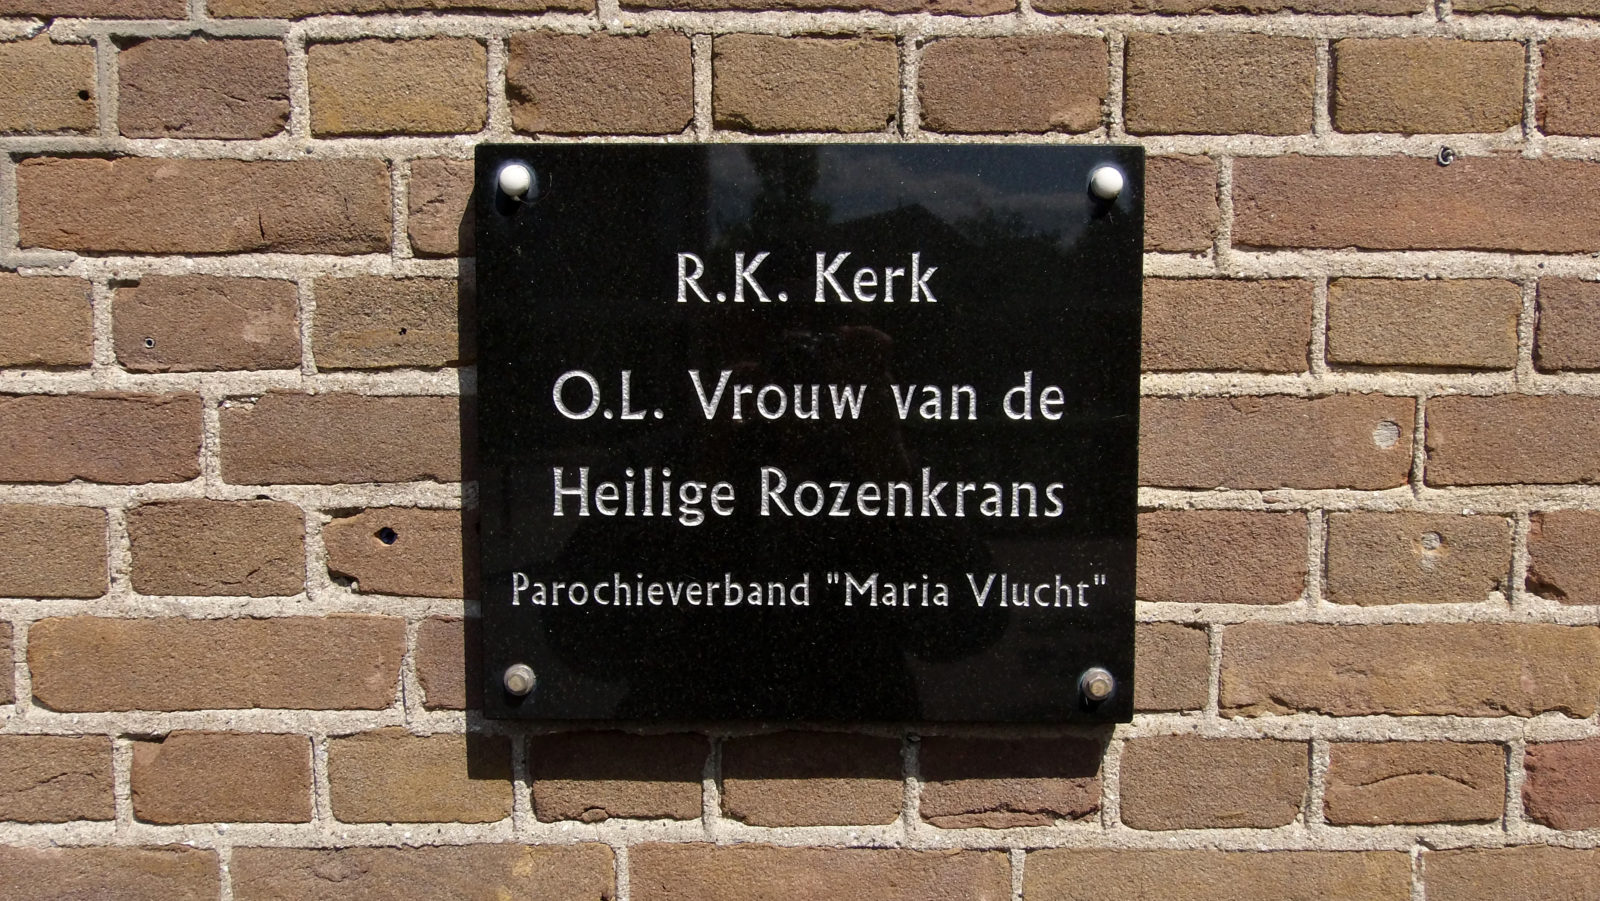 R.K. Kerk
O.L. Vrouw van de
Heilige Rozenkrans
Parochieverband "Maria Vlucht"